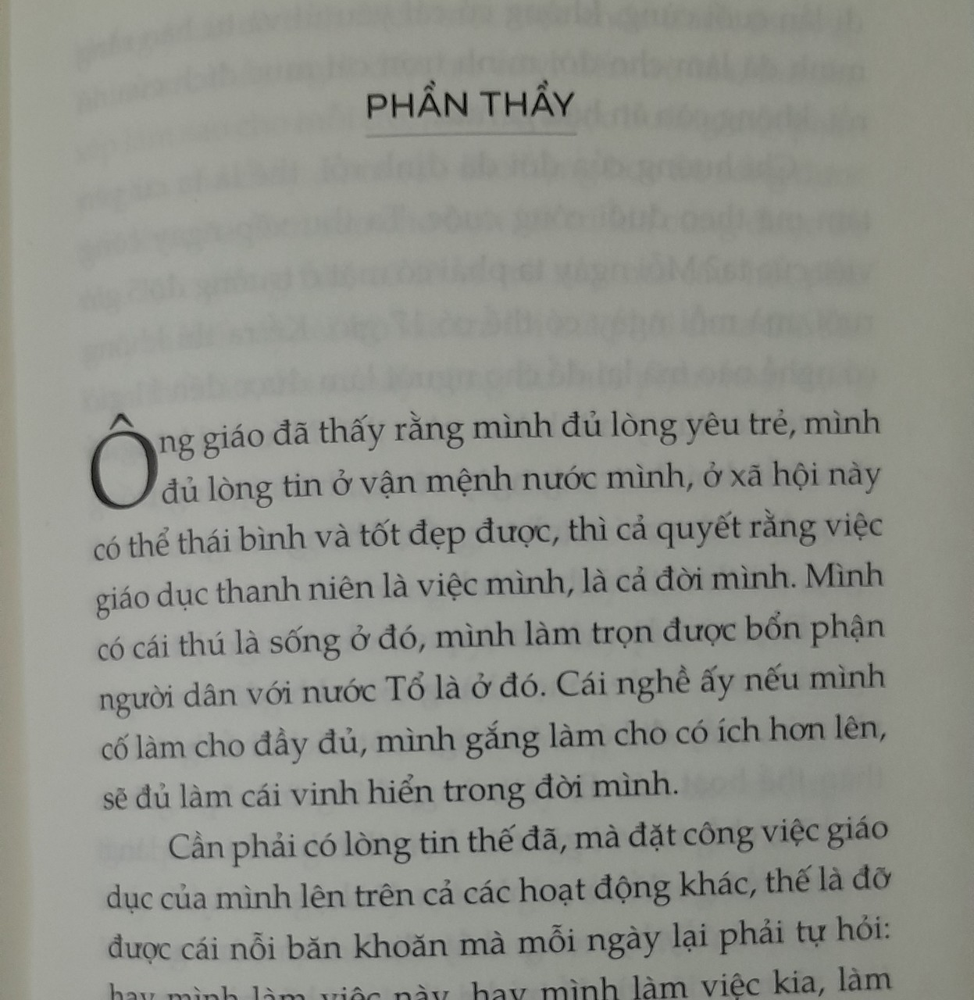 PHẦN THẦY
Ông giáo đã thấy rằng mình đủ lòng yêu trẻ, mình
đủ lòng tin ở vận mệnh nước mình, ở xã hội này
có thể thái bình và tốt đẹp được, thì cả quyết rằng việc
giáo dục thanh niên là việc mình, là cả đời mình. Mình
có cái thú là sống ở đó, mình làm trọn được bổn phận
người dân với nước Tổ là ở đó. Cái nghề ấy nếu mình
cố làm cho đầy đủ, mình gắng làm cho có ích hơn lên,
sẽ đủ làm cái vinh hiển trong đời mình.
Cần phải có lòng tin thế đã, mà đặt công việc giáo
dục của mình lên trên cả các hoạt động khác, thế là đỡ
được cái nỗi băn khoăn mà mỗi ngày lại phải tự hỏi:
hay mình làm việc này, hay mình làm việc kia, làm